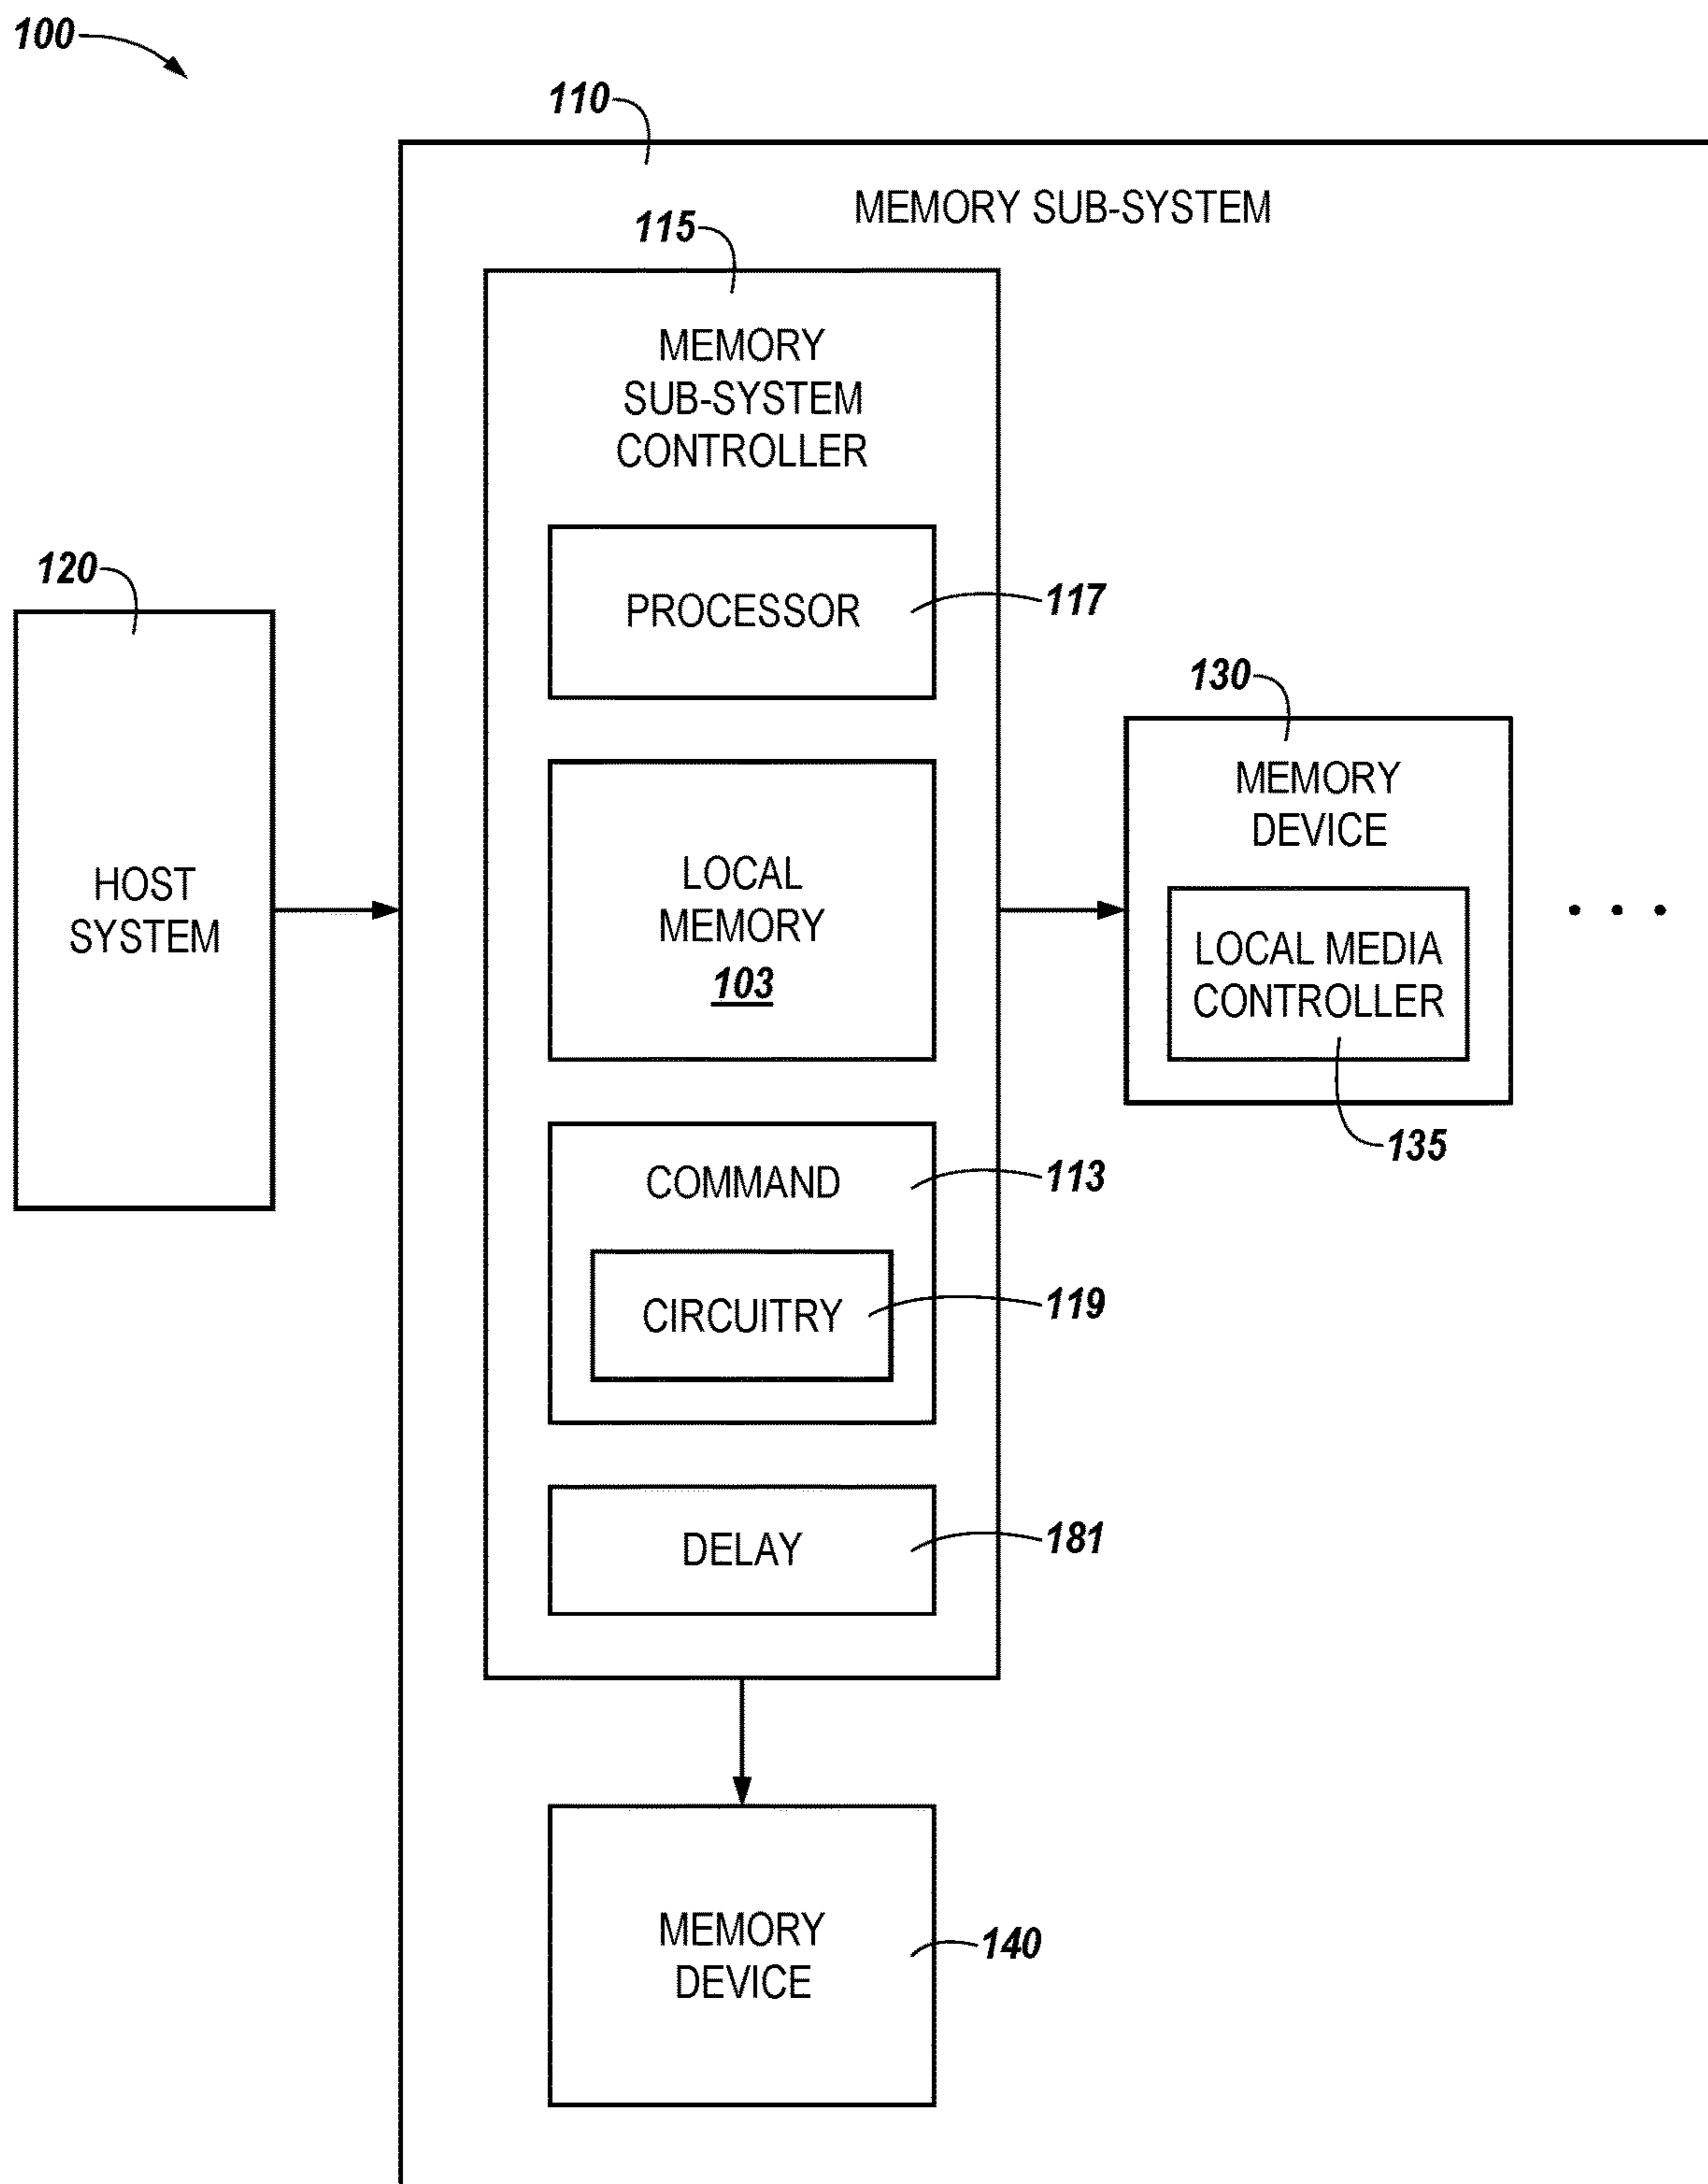 100
110
MEMORY SUB-SYSTEM
115
MEMORY
SUB-SYSTEM
CONTROLLER
120
PROCESSOR
117
130
MEMORY
DEVICE
HOST
SYSTEM
LOCAL
MEMORY
103
LOCAL MEDIA
CONTROLLER
• • •
135
COMMAND
113
CIRCUITRY
119
DELAY
181
MEMORY
DEVICE
140